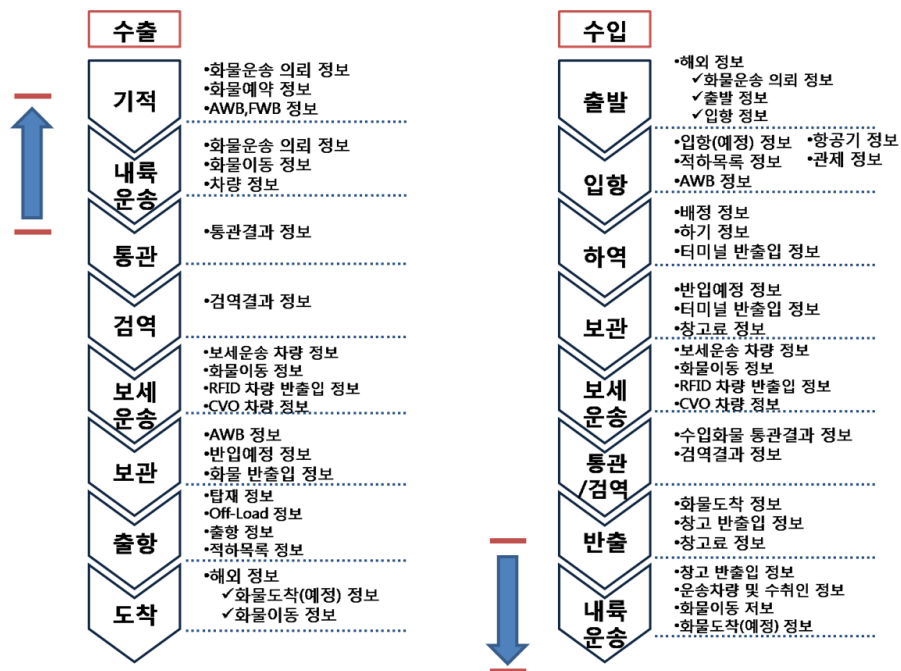 수출
기적
•화물운송 의뢰 정보
•화물예약 정보
•AWB,FWB 정보
내륙
운송
•화물운송 의뢰 정보
•화물이동 정보
•차량 정보
통관
•통관결과 정보
검역
•검역결과 정보
보세
운송
•보세운송 차량 정보
•화물이동 정보
•RFID 차량 반출입 정보
•CVO 차량 정보
보관
•AWB 정보
•반입예정 정보
•화물 반출입 정보
출항
•탑재 정보
•Off-Load 정보
•출항 정보
•적하목록 정보
도착
•해외 정보
✓화물도착(예정) 정보
✓화물이동 정보
수입
출발
•해외 정보
✓화물운송 의뢰 정보
✓출발 정보
✓입항 정보
입항
•입항(예정) 정보 •항공기 정보
•적하목록 정보 •관제 정보
•AWB 정보
하역
•배정 정보
•하기 정보
•터미널 반출입 정보
보관
•반입예정 정보
•터미널 반출입 정보
•창고료 정보
보세
운송
•보세운송 차량 정보
•화물이동 정보
•RFID 차량 반출입 정보
•CVO 차량 정보
통관
/검역
•수입화물 통관결과 정보
•검역결과 정보
반출
•화물도착 정보
•창고 반출입 정보
•창고료 정보
내륙
운송
•창고 반출입 정보
•운송차량 및 수취인 정보
•화물이동 저보
•화물도착(예정) 정보